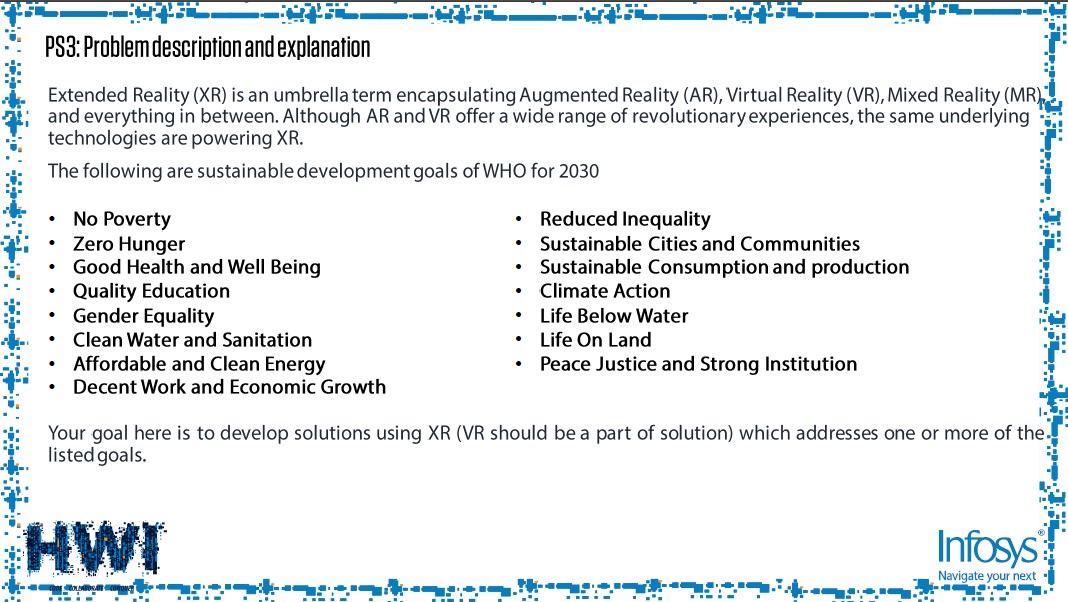 PS3: Problem description and explanation
Extended Reality (XR) is an umbrella term encapsulating Augmented Reality (AR), Virtual Reality (VR), Mixed Reality (MR),
and everything in between. Although AR and VR offer a wide range of revolutionary experiences, the same underlying
technologies are powering XR.
The following are sustainable development goals of WHO for 2030
• No Poverty
• Zero Hunger
• Good Health and Well Being
• Quality Education
• Gender Equality
• Clean Water and Sanitation
• Affordable and Clean Energy
• Decent Work and Economic Growth
• Reduced Inequality
• Sustainable Cities and Communities
• Sustainable Consumption and production
• Climate Action
• Life Below Water
• Life On Land
• Peace Justice and Strong Institution
Your goal here is to develop solutions using XR (VR should be a part of solution) which addresses one or more of the
listed goals.
HWI
Infosys®
Navigate your next